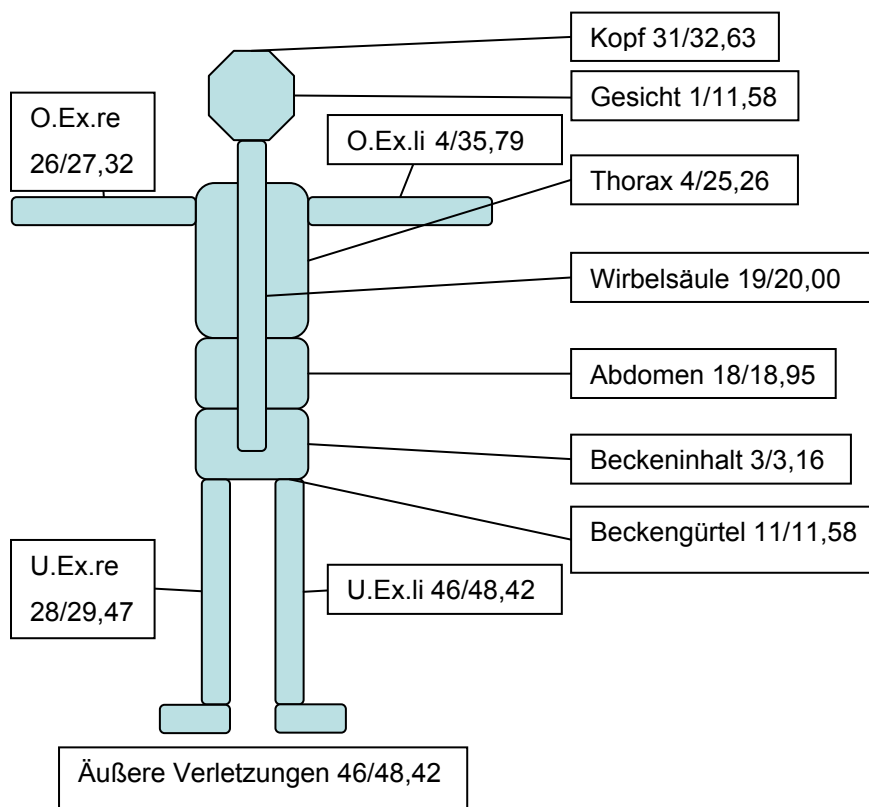 Kopf 31/32,63
Gesicht 1/11,58
O.Ex.re
26/27,32
O.Ex.li 4/35,79
Thorax 4/25,26
Wirbelsäule 19/20,00
Abdomen 18/18,95
Beckeninhalt 3/3,16
Beckengürtel 11/11,58
U.Ex.re
28/29,47
U.Ex.li 46/48,42
Äußere Verletzungen 46/48,42